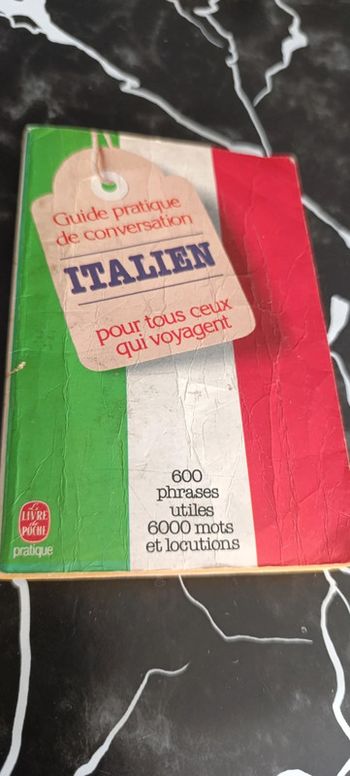 Guide pratique
de conversation
ITALIEN
pour tous ceux
qui voyagent
600
phrases
utiles
6000 mots
et locutions
Le
LIVRE
de
POCHE
pratique